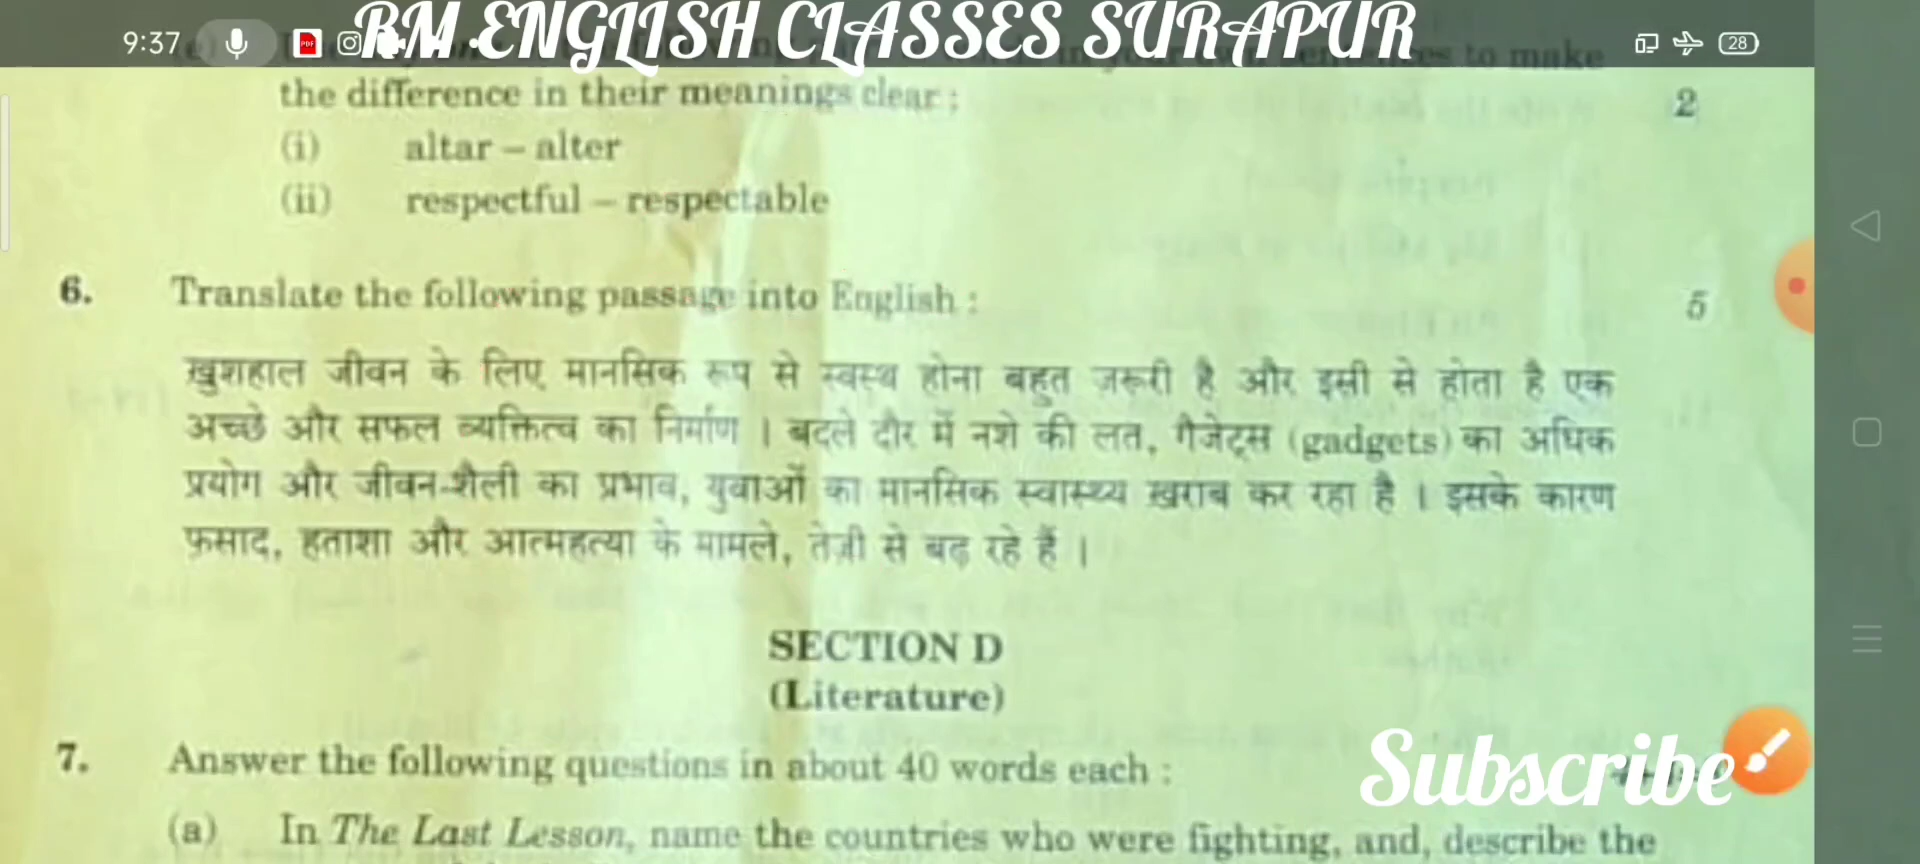 RM ENGLISH CLASSES SURAPUR
9:37
28
to make
the difference in their meanings clear : 2
(i) altar – alter
(ii) respectful – respectable
6. Translate the following passage into English : 5
ख़ुशहाल जीवन के लिए मानसिक रूप से स्वस्थ होना बहुत ज़रूरी है और इसी से होता है एक
अच्छे और सफल व्यक्तित्व का निर्माण । बदले दौर में नशे की लत, गैजेट्स (gadgets) का अधिक
प्रयोग और जीवन-शैली का प्रभाव, युवाओं का मानसिक स्वास्थ्य ख़राब कर रहा है । इसके कारण
फ़साद, हताशा और आत्महत्या के मामले, तेज़ी से बढ़ रहे हैं ।
SECTION D
(Literature)
7. Answer the following questions in about 40 words each :
Subscribe
(a) In The Last Lesson, name the countries who were fighting, and, describe the